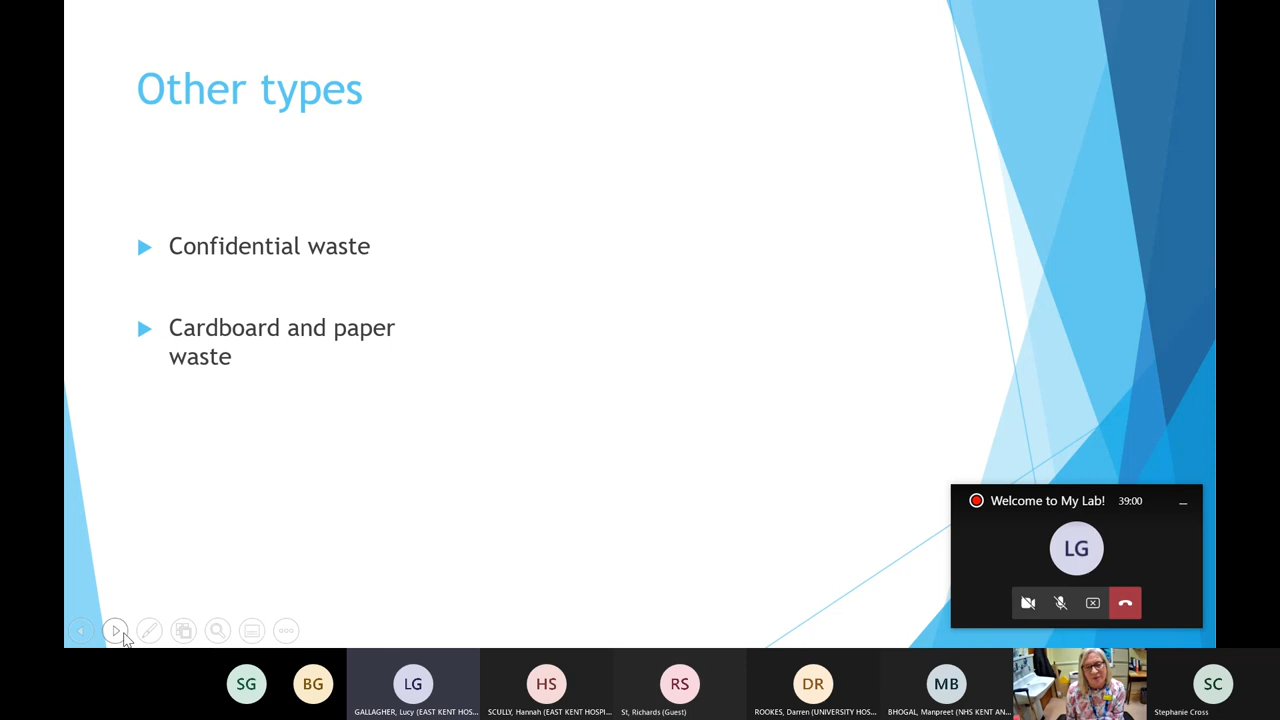 Other types
Confidential waste
Cardboard and paper
waste
Welcome to My Lab! 39:00
LG
SG
BG
LG
HS
RS
DR
MB
SC
GALLAGHER, Lucy (EAST KENT HOS...
SCULLY, Hannah (EAST KENT HOSPI...
St, Richards (Guest)
ROOKES, Darren (UNIVERSITY HOS...
BHOGAL, Manpreet (NHS KENT AN...
Stephanie Cross